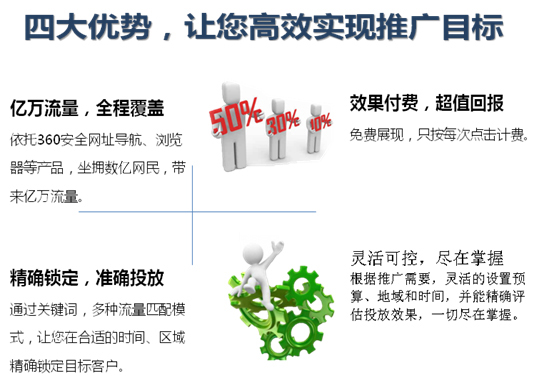 四大优势，让您高效实现推广目标
亿万流量，全程覆盖
依托360安全网址导航、浏览
器等产品，坐拥数亿网民，带
来亿万流量。
50%
30%
10%
效果付费，超值回报
免费展现，只按每次点击计费。
精确锁定，准确投放
通过关键词，多种流量匹配模
式，让您在合适的时间、区域
精确锁定目标客户。
灵活可控，尽在掌握
根据推广需要，灵活的设置预
算、地域和时间，并能精确评
估投放效果，一切尽在掌握。